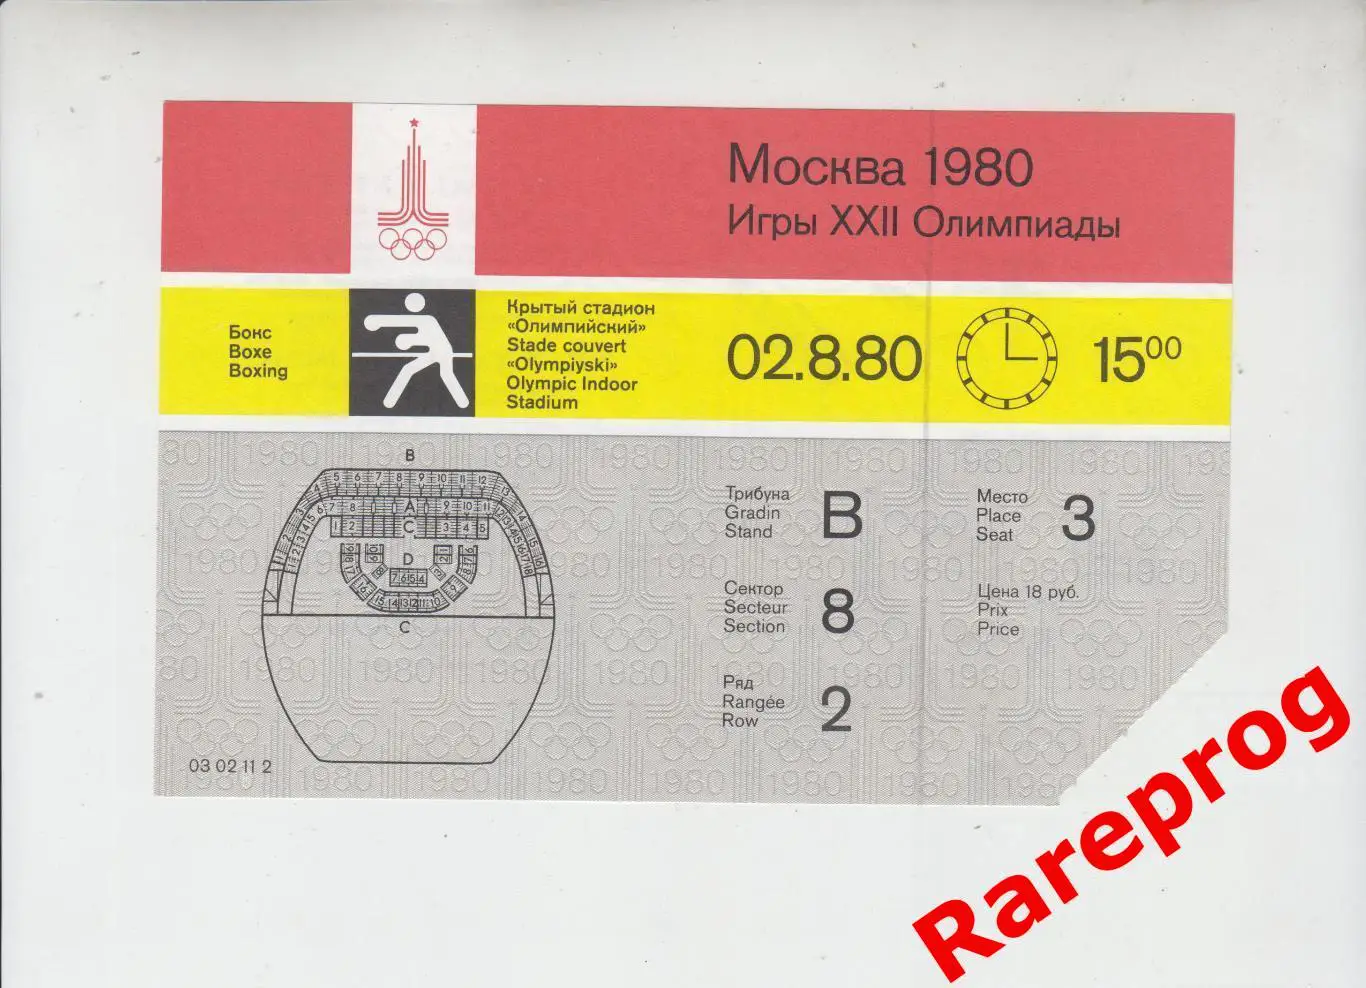 Москва 1980
Игры XXII Олимпиады
Бокс
Boxe
Boxing
Крытый стадион
«Олимпийский»
Stade couvert
«Olympiyski»
Olympic Indoor
Stadium
02.8.80
15⁰⁰
B
A
C
D
C
Трибуна
Gradin
Stand
B
Место
Place
Seat
3
Сектор
Secteur
Section
8
Цена 18 руб.
Prix
Price
Ряд
Rangée
Row
2
03 02 11 2
Rareprog